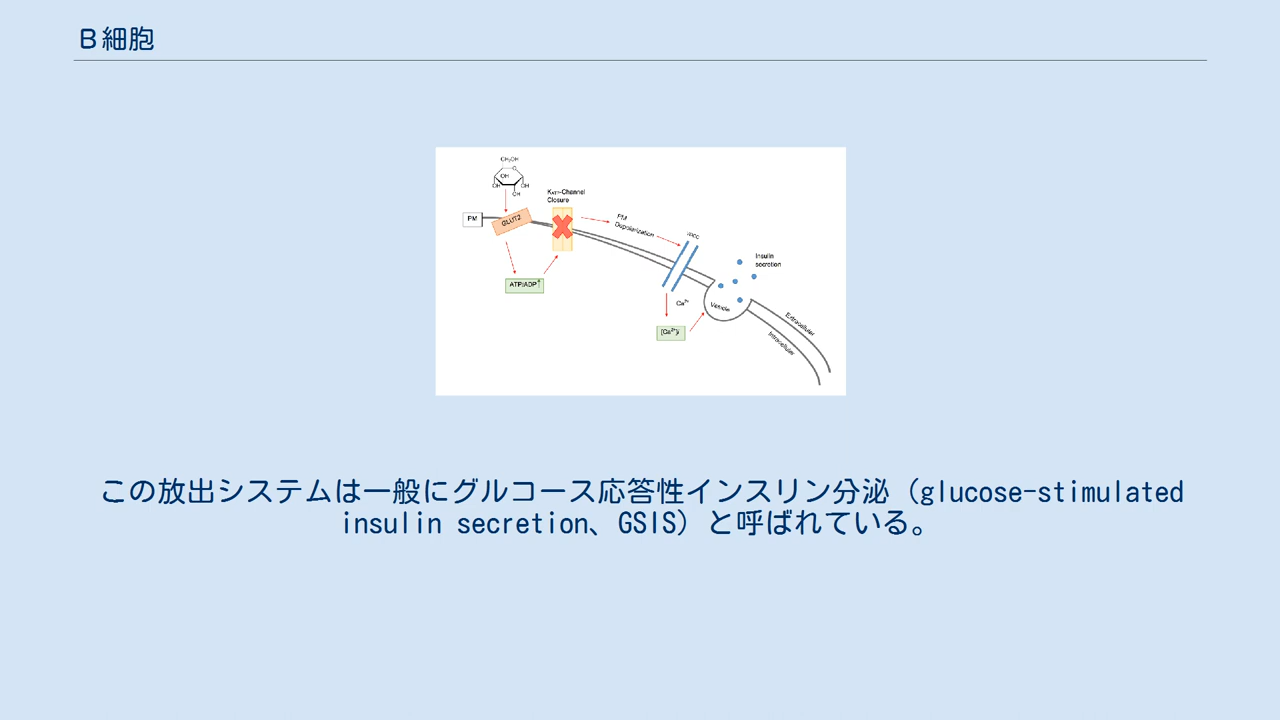 B細胞
CH₂OH
O
OH
OH
OH
OH
KATP-Channel
Closure
PM
GLUT2
PM
Depolarization
VDCC
Insulin
secretion
ATP/ADP↑
Ca²⁺
Vesicle
[Ca²⁺]i
Extracelluler
Intracelluler
この放出システムは一般にグルコース応答性インスリン分泌（glucose-stimulated
insulin secretion、GSIS）と呼ばれている。